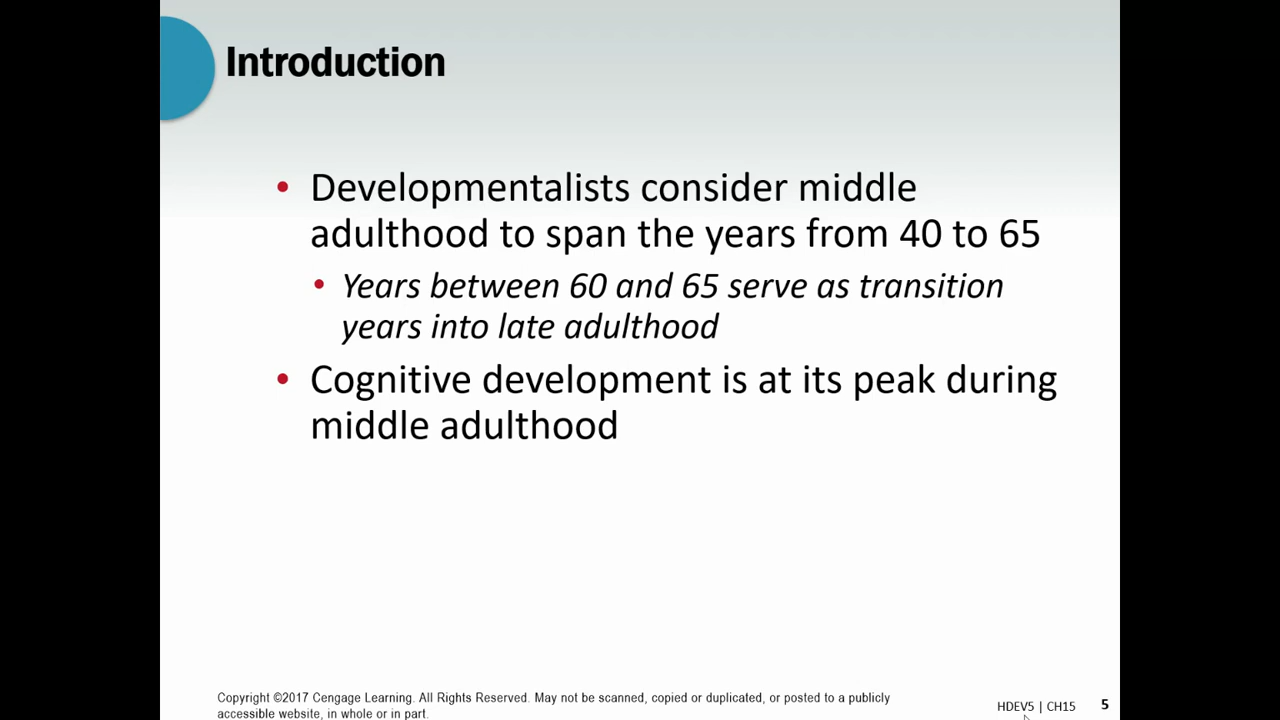 Introduction
• Developmentalists consider middle
adulthood to span the years from 40 to 65
• Years between 60 and 65 serve as transition
years into late adulthood
• Cognitive development is at its peak during
middle adulthood
Copyright ©2017 Cengage Learning. All Rights Reserved. May not be scanned, copied or duplicated, or posted to a publicly
accessible website, in whole or in part.
HDEV5 | CH15 5